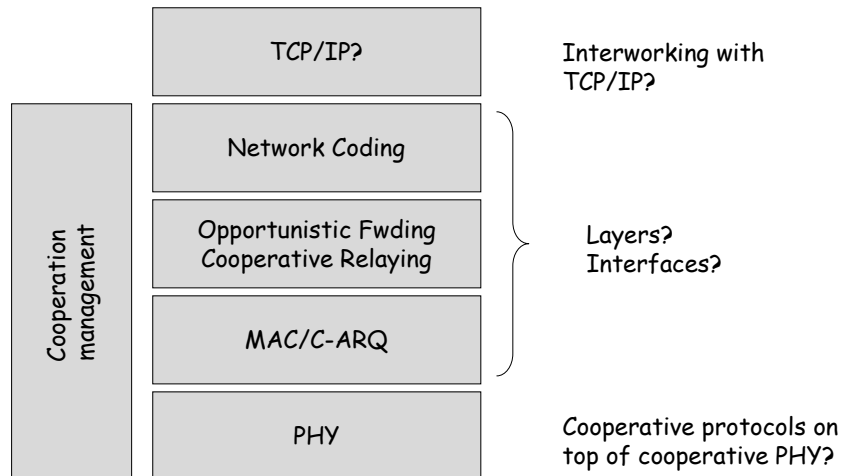 TCP/IP?
Interworking with
TCP/IP?
Cooperation
management
Network Coding
Opportunistic Fwding
Cooperative Relaying
MAC/C-ARQ
Layers?
Interfaces?
PHY
Cooperative protocols on
top of cooperative PHY?